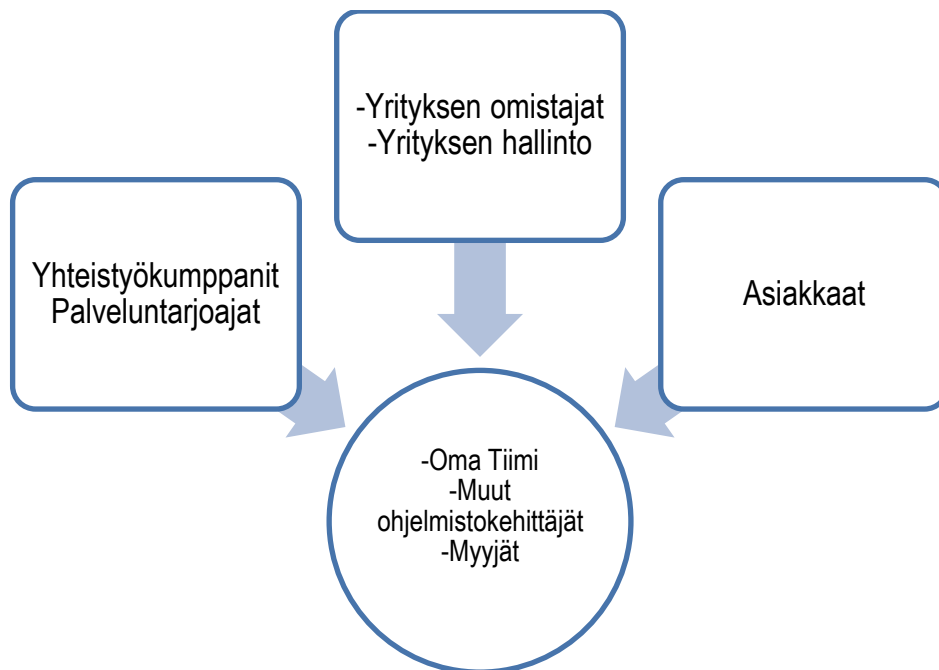 -Yrityksen omistajat
-Yrityksen hallinto
Yhteistyökumppanit
Palveluntarjoajat
Asiakkaat
-Oma Tiimi
-Muut
ohjelmistokehittäjät
-Myyjät